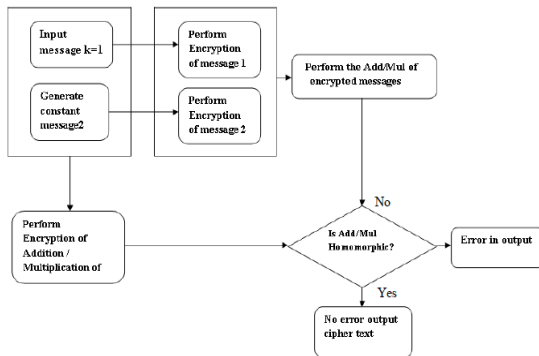 Input
message k=1
Perform
Encryption
of message 1
Generate
constant
message2
Perform
Encryption
of message 2
Perform the Add/Mul of
encrypted messages
Perform
Encryption of
Addition /
Multiplication of
No
Is Add/Mul
Homomorphic?
Error in output
Yes
No error output
cipher text